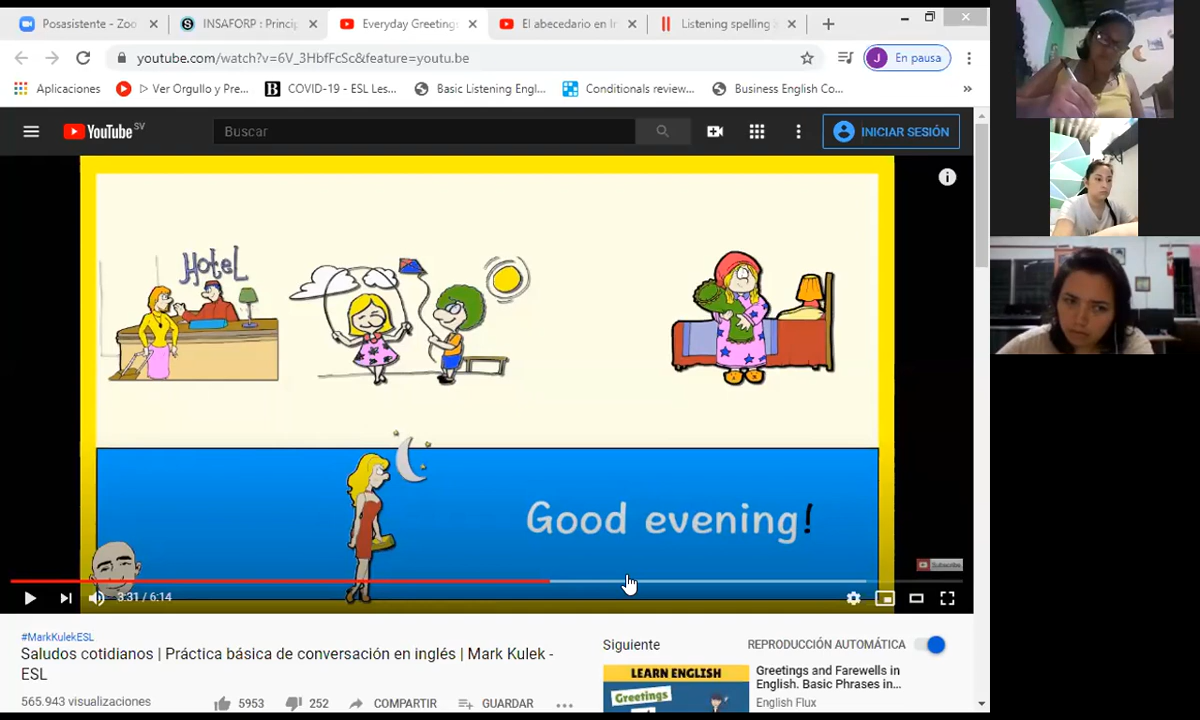 Posasistente - Zoo
INSAFORP : Princip
Everyday Greetings
El abecedario en In
Listening spelling
youtube.com/watch?v=6V_3HbfFcSc&feature=youtu.be
J En pausa
Aplicaciones
▷ Ver Orgullo y Pre...
COVID-19 - ESL Les...
Basic Listening Engl...
Conditionals review...
Business English Co...
YouTube SV
Buscar
INICIAR SESIÓN
Hotel
Good evening!
Subscribe
3:31 / 6:14
#MarkKulekESL
Saludos cotidianos | Práctica básica de conversación en inglés | Mark Kulek -
ESL
565.943 visualizaciones
5953
252
COMPARTIR
GUARDAR
Siguiente
REPRODUCCIÓN AUTOMÁTICA
LEARN ENGLISH
Greetings
Greetings and Farewells in
English. Basic Phrases in...
English Flux